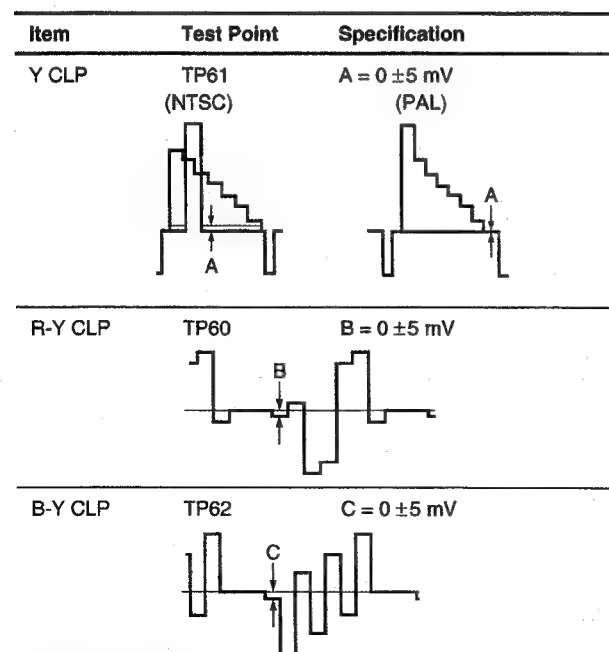 Item Test Point Specification
Y CLP TP61 A = 0 ±5 mV
(NTSC) (PAL)
A
A
R-Y CLP TP60 B = 0 ±5 mV
B
B-Y CLP TP62 C = 0 ±5 mV
C